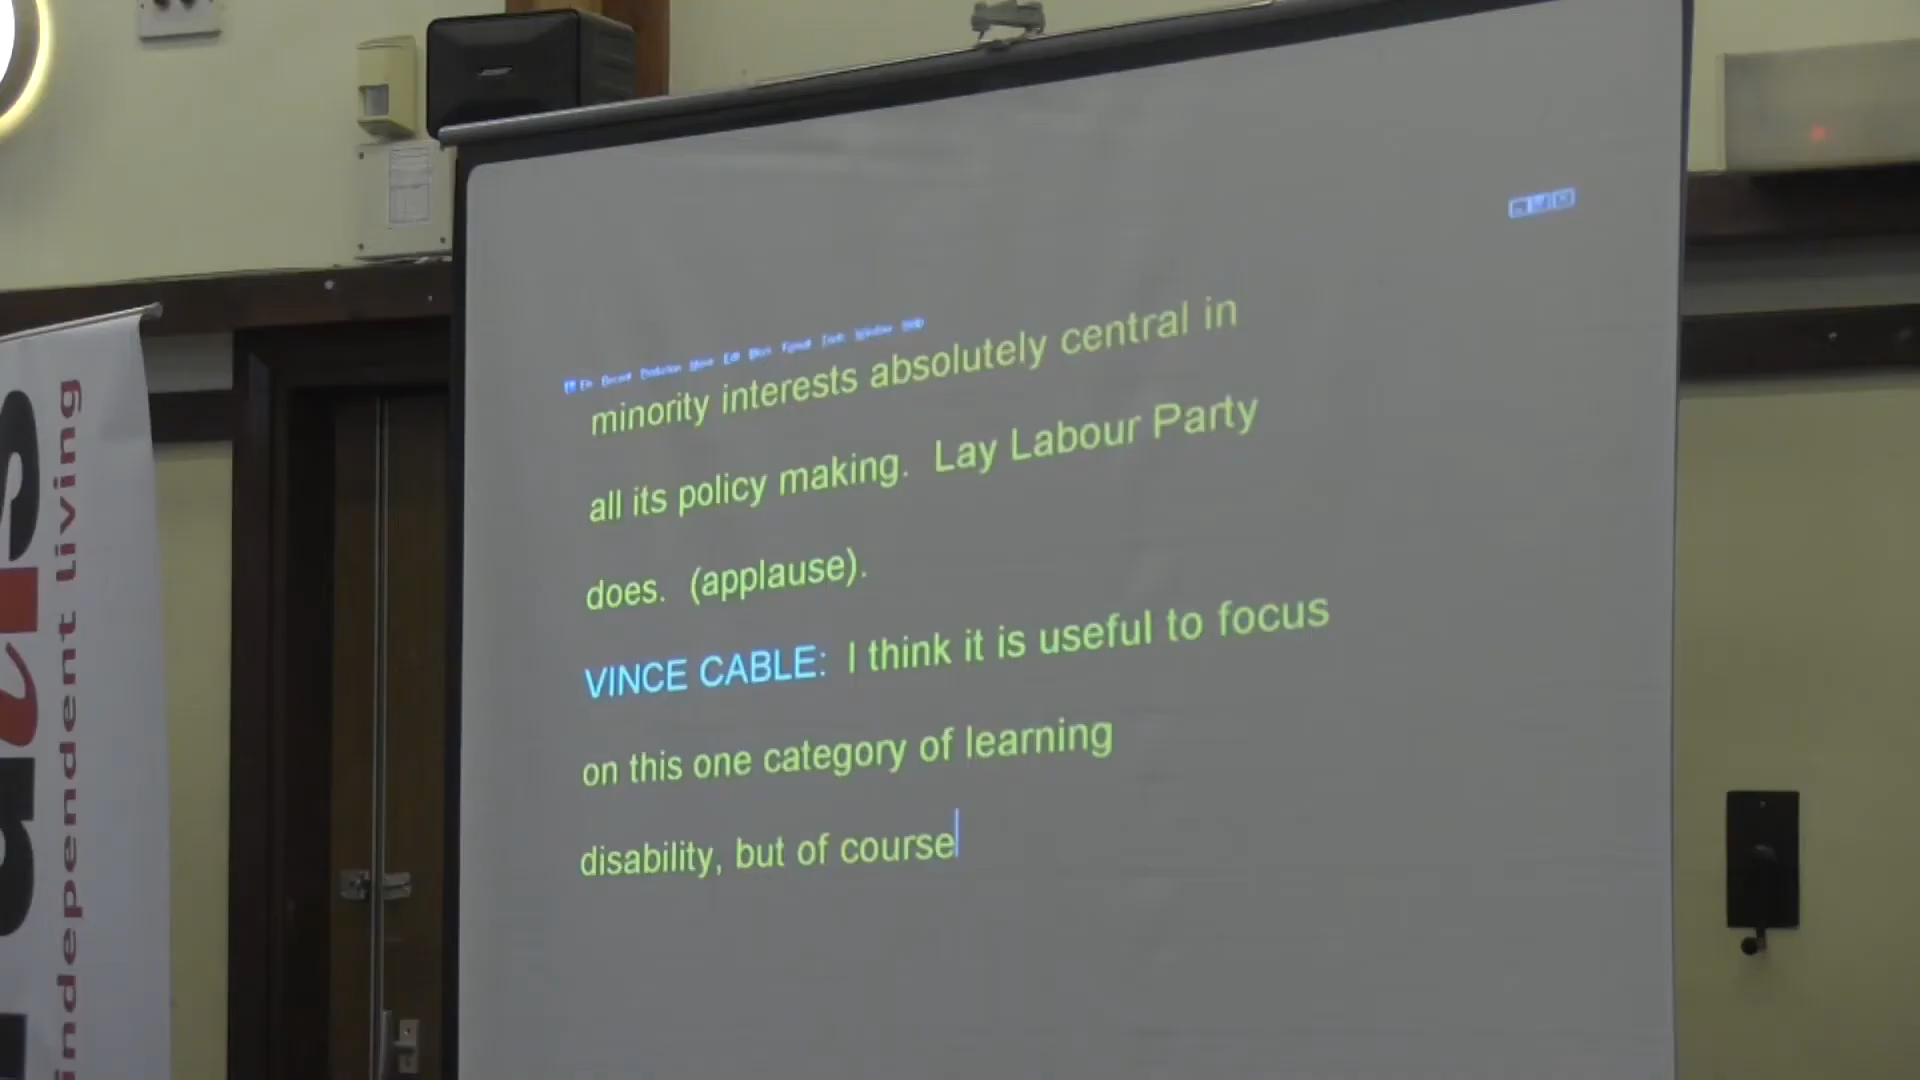 minority interests absolutely central in
all its policy making.  Lay Labour Party
does.  (applause).
VINCE CABLE:  I think it is useful to focus
on this one category of learning
disability, but of course
independent living
BOSE